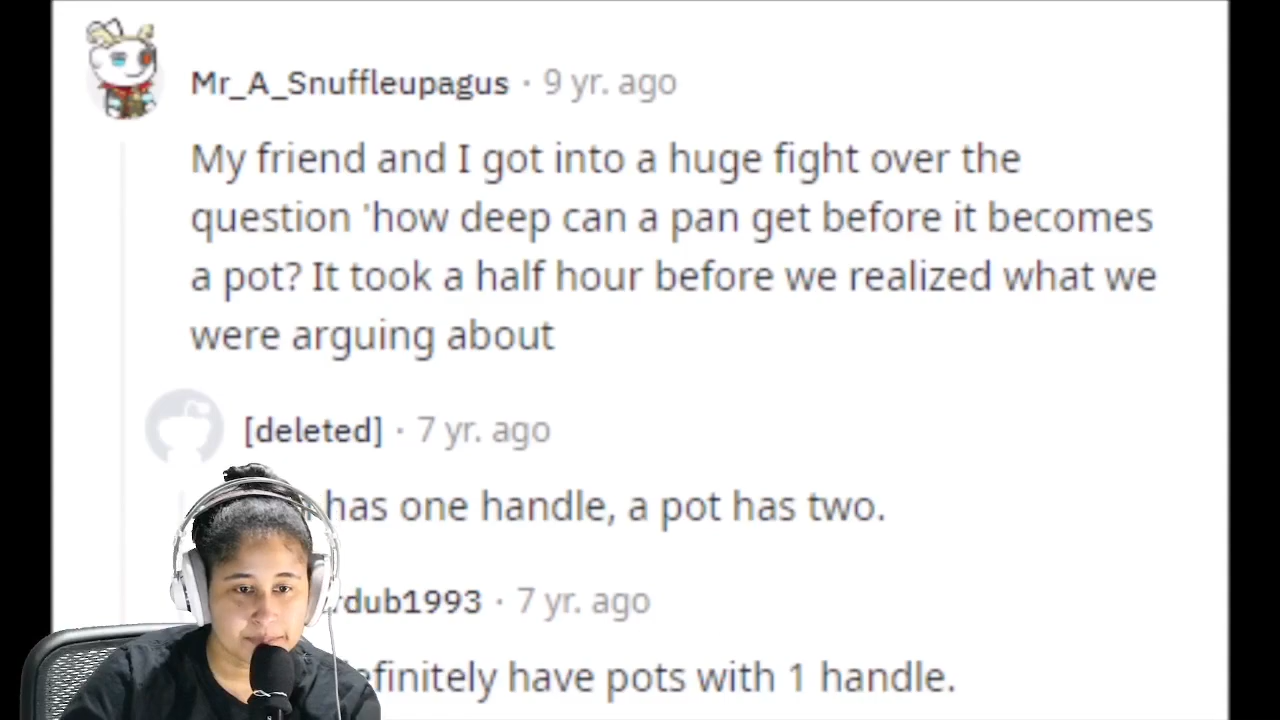 Mr_A_Snuffleupagus · 9 yr. ago
My friend and I got into a huge fight over the
question 'how deep can a pan get before it becomes
a pot? It took a half hour before we realized what we
were arguing about
[deleted] · 7 yr. ago
has one handle, a pot has two.
rdub1993 · 7 yr. ago
efinitely have pots with 1 handle.